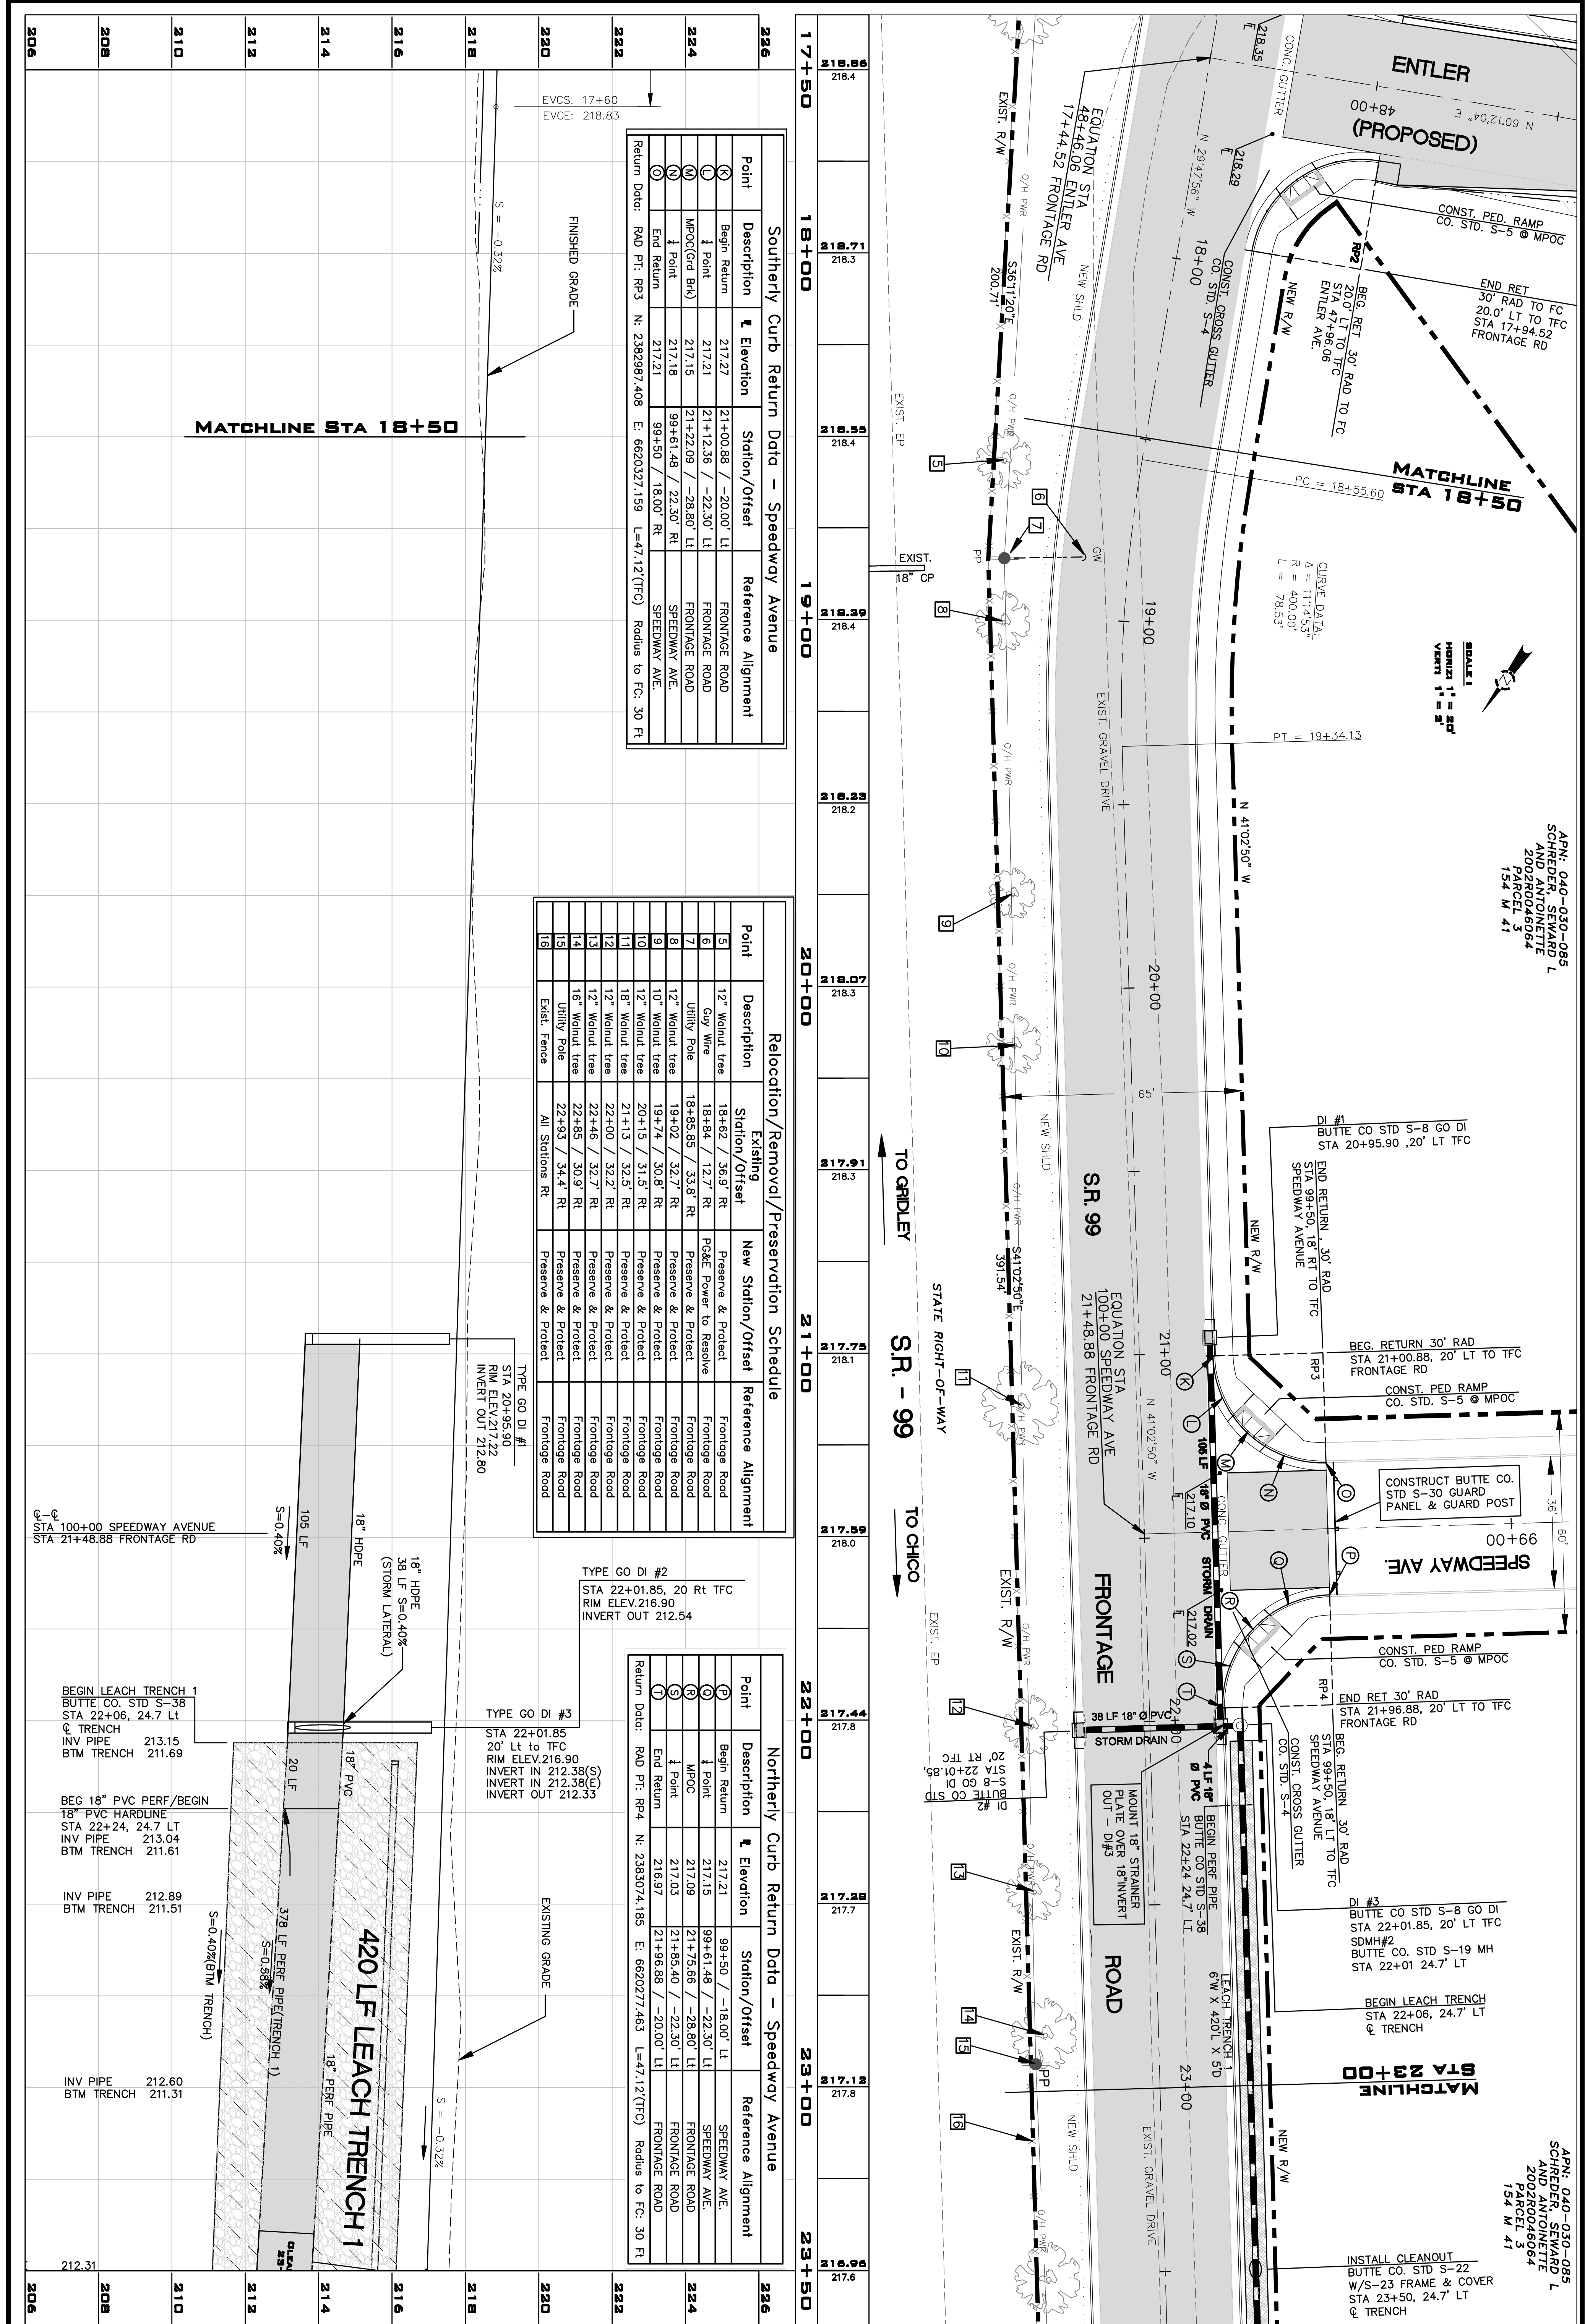 ENTLER
48+00
(PROPOSED)
N 60°12'04" E
CONC. GUTTER
218.35
218.29
N 29°47'56" W
18+00
CONST. CROSS GUTTER
CO. STD. S-4
NEW SHLD
EQUATION STA
48+46.06 ENTLER AVE
17+44.52 FRONTAGE RD
EXIST. R/W
O/H PWR
S36°11'20"E
200.71'
CONST. PED. RAMP
CO. STD. S-5 @ MPOC
END RET
30' RAD TO FC
20.0' LT TO TFC
STA 17+94.52
FRONTAGE RD
RP2
BEG. RET 30' RAD TO FC
20.0' LT TO TFC
STA 47+96.06
ENTLER AVE.
NEW R/W
MATCHLINE
STA 18+50
PC = 18+55.60
CURVE DATA:
Δ = 11°14'53"
R = 400.00'
L = 78.53'
PT = 19+34.13
SCALE:
HORIZ: 1" = 20'
VERT: 1" = 2'
APN: 040-030-085
SCHREDER, SEWARD L
AND ANTOINETTE
2002R0046064
PARCEL 3
154 M 41
EXIST. EP
O/H PWR
5
6
7
PP
GW
EXIST.
18" CP
8
19+00
EXIST. GRAVEL DRIVE
O/H PWR
N 41°02'50" W
9
O/H PWR
20+00
10
65'
NEW SHLD
O/H PWR
TO GRIDLEY
S.R. - 99
TO CHICO
STATE RIGHT-OF-WAY
S.R. 99
FRONTAGE
ROAD
S41°02'50"E
391.54'
NEW R/W
DI #1
BUTTE CO STD S-8 GO DI
STA 20+95.90 ,20' LT TFC
END RETURN , 30' RAD
STA 99+50, 18' RT TO TFC
SPEEDWAY AVENUE
BEG. RETURN 30' RAD
STA 21+00.88, 20' LT TO TFC
FRONTAGE RD
RP3
CONST. PED RAMP
CO. STD. S-5 @ MPOC
EQUATION STA
100+00 SPEEDWAY AVE
21+48.88 FRONTAGE RD
21+00
N 41°02'50" W
K
L
M
N
O
P
Q
R
S
T
105 LF 18" Ø PVC STORM DRAIN
CONC. GUTTER
217.10
217.02
CONSTRUCT BUTTE CO.
STD S-30 GUARD
PANEL & GUARD POST
36'
60'
99+00
SPEEDWAY AVE.
CONST. PED RAMP
CO. STD. S-5 @ MPOC
RP4
END RET 30' RAD
STA 21+96.88, 20' LT TO TFC
FRONTAGE RD
BEG. RETURN 30' RAD
STA 99+50, 18' LT TO TFC
SPEEDWAY AVENUE
CONST. CROSS GUTTER
CO. STD. S-4
11
O/H PWR
EXIST. R/W
EXIST. EP
12
22+00
38 LF 18" Ø PVC
STORM DRAIN
DI #2
BUTTE CO STD
S-8 GO DI
STA 22+01.85,
20' RT TFC
4 LF 18"
Ø PVC
MOUNT 18" STRAINER
PLATE OVER 18"INVERT
OUT - DI#3
BEGIN PERF PIPE
BUTTE CO STD S-38
STA 22+24 24.7' LT
DI #3
BUTTE CO STD S-8 GO DI
STA 22+01.85, 20' LT TFC
SDMH#2
BUTTE CO. STD S-19 MH
STA 22+01 24.7' LT
LEACH TRENCH 1
6'W X 420'L X 5'D
BEGIN LEACH TRENCH
STA 22+06, 24.7' LT
℄ TRENCH
13
EXIST. R/W
O/H PWR
14
15
PP
MATCHLINE
STA 23+00
23+00
16
NEW SHLD
EXIST. GRAVEL DRIVE
NEW R/W
APN: 040-030-085
SCHREDER, SEWARD L
AND ANTOINETTE
2002R0046064
PARCEL 3
154 M 41
INSTALL CLEANOUT
BUTTE CO. STD S-22
W/S-23 FRAME & COVER
STA 23+50, 24.7' LT
℄ TRENCH
17+50
18+00
19+00
20+00
21+00
22+00
23+00
23+50
218.86
218.4
218.71
218.3
218.55
218.4
218.39
218.4
218.23
218.2
218.07
218.3
217.91
218.3
217.75
218.1
217.59
218.0
217.44
217.8
217.28
217.7
217.12
217.8
216.96
217.6
226
224
222
220
218
216
214
212
210
208
206
EVCS: 17+60
EVCE: 218.83
S = -0.32%
FINISHED GRADE
MATCHLINE STA 18+50
Southerly Curb Return Data - Speedway Avenue
Point Description ℄ Elevation Station/Offset Reference Alignment
K Begin Return 217.27 21+00.88 / -20.00' Lt FRONTAGE ROAD
L ¼ Point 217.21 21+12.36 / -22.30' Lt FRONTAGE ROAD
M MPOC(Grd Brk) 217.15 21+22.09 / -28.80' Lt FRONTAGE ROAD
N ¼ Point 217.18 99+61.48 / 22.30' Rt SPEEDWAY AVE.
O End Return 217.21 99+50 / 18.00' Rt SPEEDWAY AVE.
Return Data: RAD PT: RP3 N: 2382987.408 E: 6620327.159 L=47.12'(TFC) Radius to FC: 30 Ft
Relocation/Removal/Preservation Schedule
Point Description Existing Station/Offset New Station/Offset Reference Alignment
5 12" Walnut tree 18+62 / 36.9' Rt Preserve & Protect Frontage Road
6 Guy Wire 18+84 / 12.7' Rt PG&E Power to Resolve Frontage Road
7 Utility Pole 18+85.85 / 33.8' Rt Preserve & Protect Frontage Road
8 12" Walnut tree 19+02 / 32.7' Rt Preserve & Protect Frontage Road
9 10" Walnut tree 19+74 / 30.8' Rt Preserve & Protect Frontage Road
10 12" Walnut tree 20+15 / 31.5' Rt Preserve & Protect Frontage Road
11 18" Walnut tree 21+13 / 32.5' Rt Preserve & Protect Frontage Road
12 12" Walnut tree 22+00 / 32.2' Rt Preserve & Protect Frontage Road
13 12" Walnut tree 22+46 / 32.7' Rt Preserve & Protect Frontage Road
14 16" Walnut tree 22+85 / 30.9' Rt Preserve & Protect Frontage Road
15 Utility Pole 22+93 / 34.4' Rt Preserve & Protect Frontage Road
16 Exist. Fence All Stations Rt Preserve & Protect Frontage Road
Northerly Curb Return Data - Speedway Avenue
Point Description ℄ Elevation Station/Offset Reference Alignment
P Begin Return 217.21 99+50 / -18.00' Lt SPEEDWAY AVE.
Q ¼ Point 217.15 99+61.48 / -22.30' Lt SPEEDWAY AVE.
R MPOC 217.09 21+75.66 / -28.80' Lt FRONTAGE ROAD
S ¼ Point 217.03 21+85.40 / -22.30' Lt FRONTAGE ROAD
T End Return 216.97 21+96.88 / -20.00' Lt FRONTAGE ROAD
Return Data: RAD PT: RP4 N: 2383074.185 E: 6620277.463 L=47.12'(TFC) Radius to FC: 30 Ft
TYPE GO DI #1
STA 20+95.90
RIM ELEV.217.22
INVERT OUT 212.80
TYPE GO DI #2
STA 22+01.85, 20 Rt TFC
RIM ELEV.216.90
INVERT OUT 212.54
TYPE GO DI #3
STA 22+01.85
20' Lt to TFC
RIM ELEV.216.90
INVERT IN 212.38(S)
INVERT IN 212.38(E)
INVERT OUT 212.33
18" HDPE
105 LF
S=0.40%
18" HDPE
38 LF S=0.40%
(STORM LATERAL)
℄-℄
STA 100+00 SPEEDWAY AVENUE
STA 21+48.88 FRONTAGE RD
BEGIN LEACH TRENCH 1
BUTTE CO. STD S-38
STA 22+06, 24.7 Lt
℄ TRENCH
INV PIPE 213.15
BTM TRENCH 211.69
18" PVC
20 LF
BEG 18" PVC PERF/BEGIN
18" PVC HARDLINE
STA 22+24, 24.7 LT
INV PIPE 213.04
BTM TRENCH 211.61
INV PIPE 212.89
BTM TRENCH 211.51
378 LF PERF PIPE(TRENCH 1)
S=0.58%
S=0.40%(BTM TRENCH)
18" PERF PIPE
420 LF LEACH TRENCH 1
EXISTING GRADE
S = -0.32%
INV PIPE 212.60
BTM TRENCH 211.31
212.31